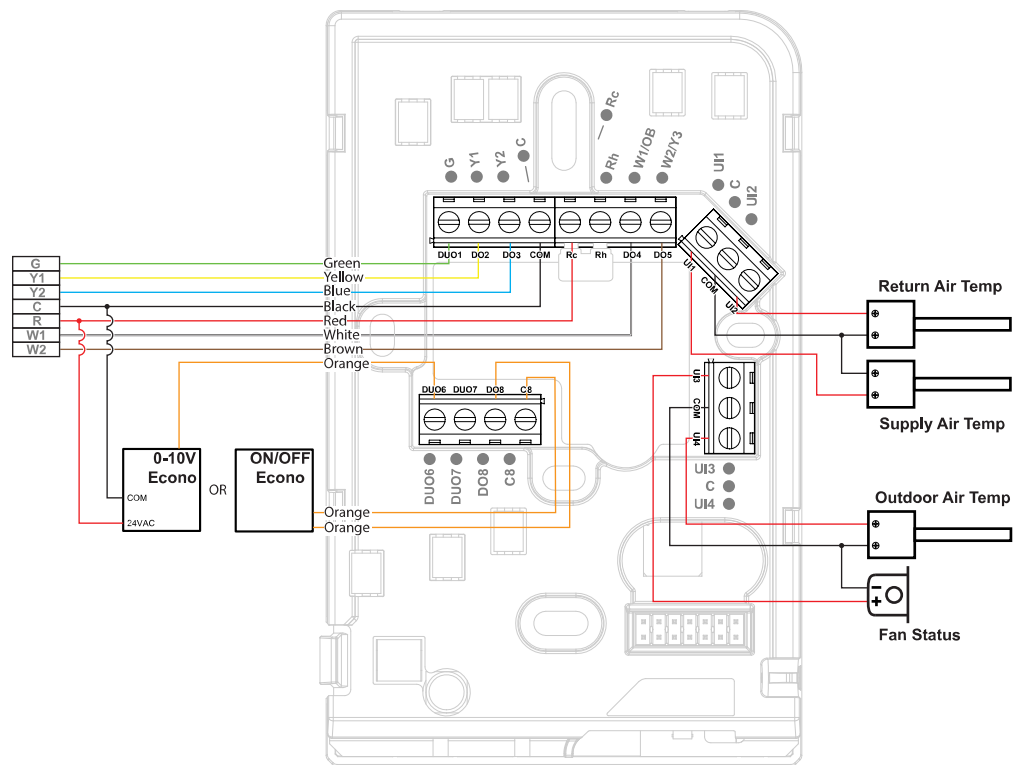 Rc
C
G
Y1
Y2
Rh
W1/OB
W2/Y3
UI1
C
UI2
DUO1
DO2
DO3
COM
Rc
Rh
DO4
DO5
UI1
COM
UI2
G
Y1
Y2
C
R
W1
W2
Green
Yellow
Blue
Black
Red
White
Brown
Orange
Return Air Temp
Supply Air Temp
DUO6
DUO7
DO8
C8
UI3
COM
UI4
0-10V
Econo
COM
24VAC
OR
ON/OFF
Econo
DUO6
DUO7
DO8
C8
UI3
C
UI4
Orange
Orange
Outdoor Air Temp
-
+
Fan Status